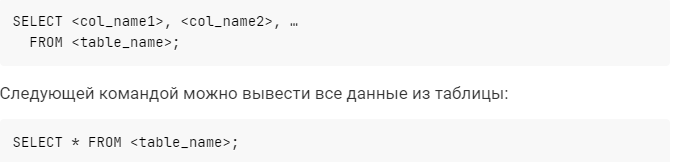 SELECT <col_name1>, <col_name2>, …
FROM <table_name>;
Следующей командой можно вывести все данные из таблицы:
SELECT * FROM <table_name>;